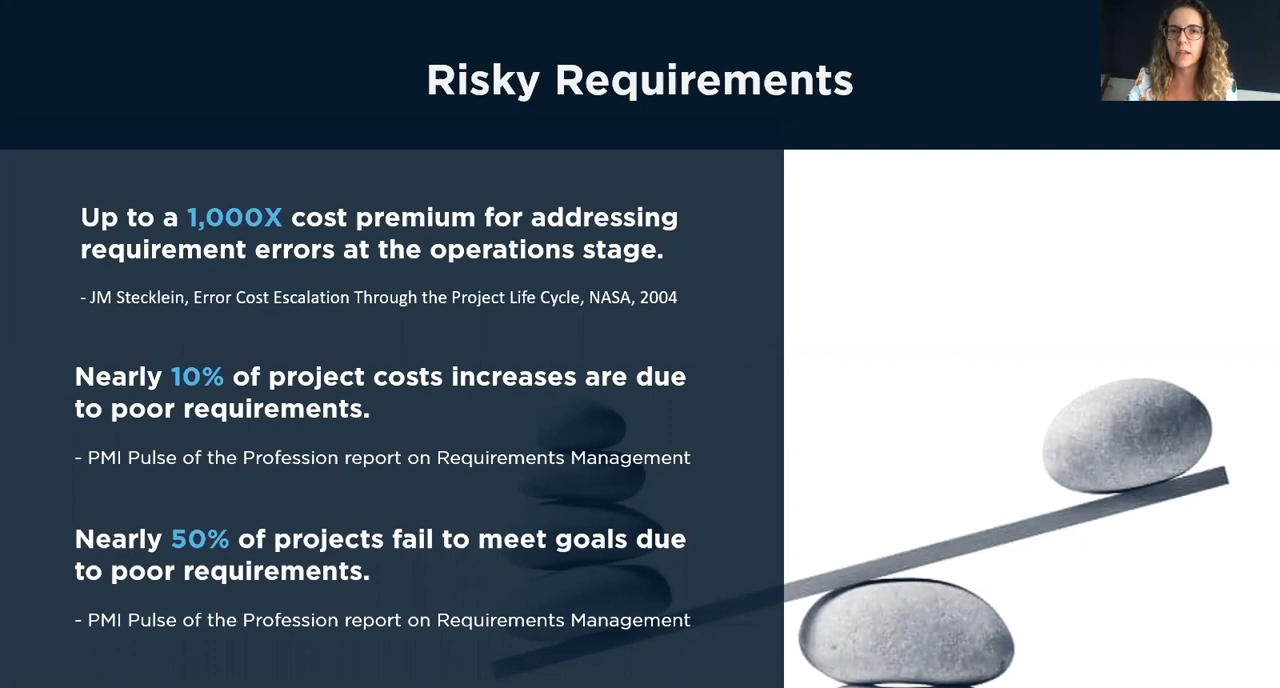 Risky Requirements
Up to a 1,000X cost premium for addressing
requirement errors at the operations stage.
- JM Stecklein, Error Cost Escalation Through the Project Life Cycle, NASA, 2004
Nearly 10% of project costs increases are due
to poor requirements.
- PMI Pulse of the Profession report on Requirements Management
Nearly 50% of projects fail to meet goals due
to poor requirements.
- PMI Pulse of the Profession report on Requirements Management